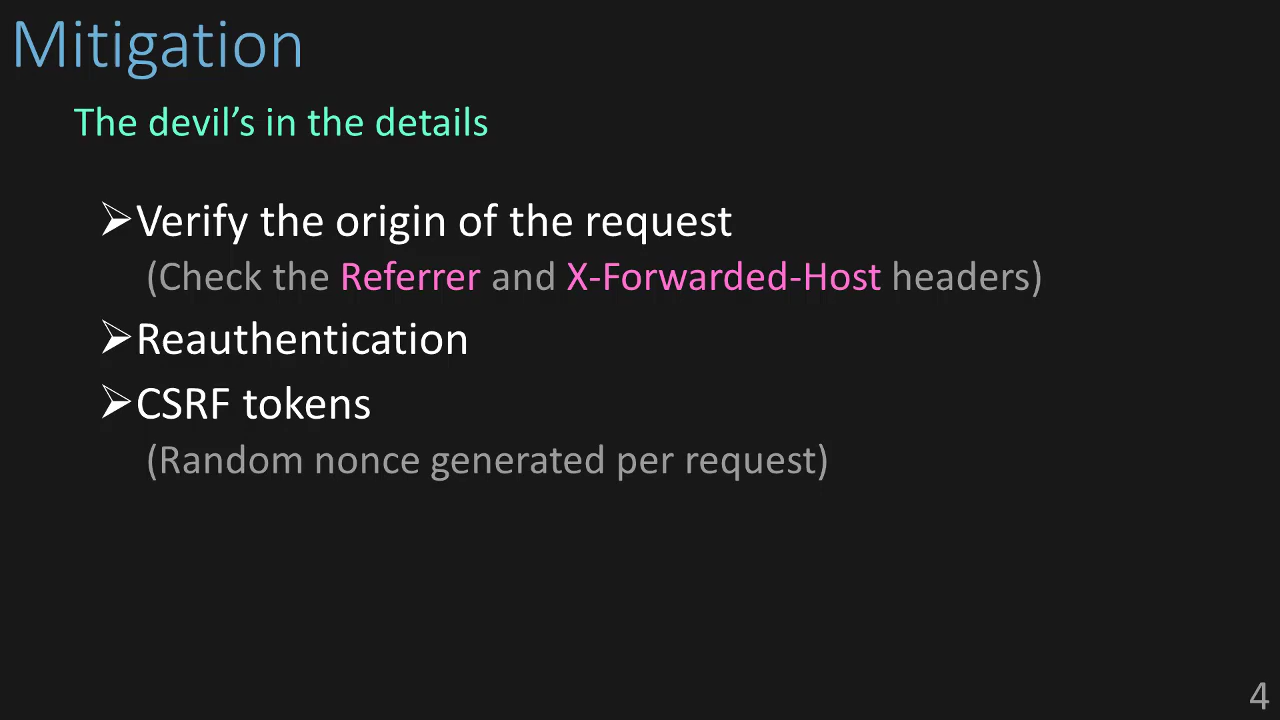 Mitigation
The devil’s in the details
➢Verify the origin of the request
(Check the Referrer and X-Forwarded-Host headers)
➢Reauthentication
➢CSRF tokens
(Random nonce generated per request)
4